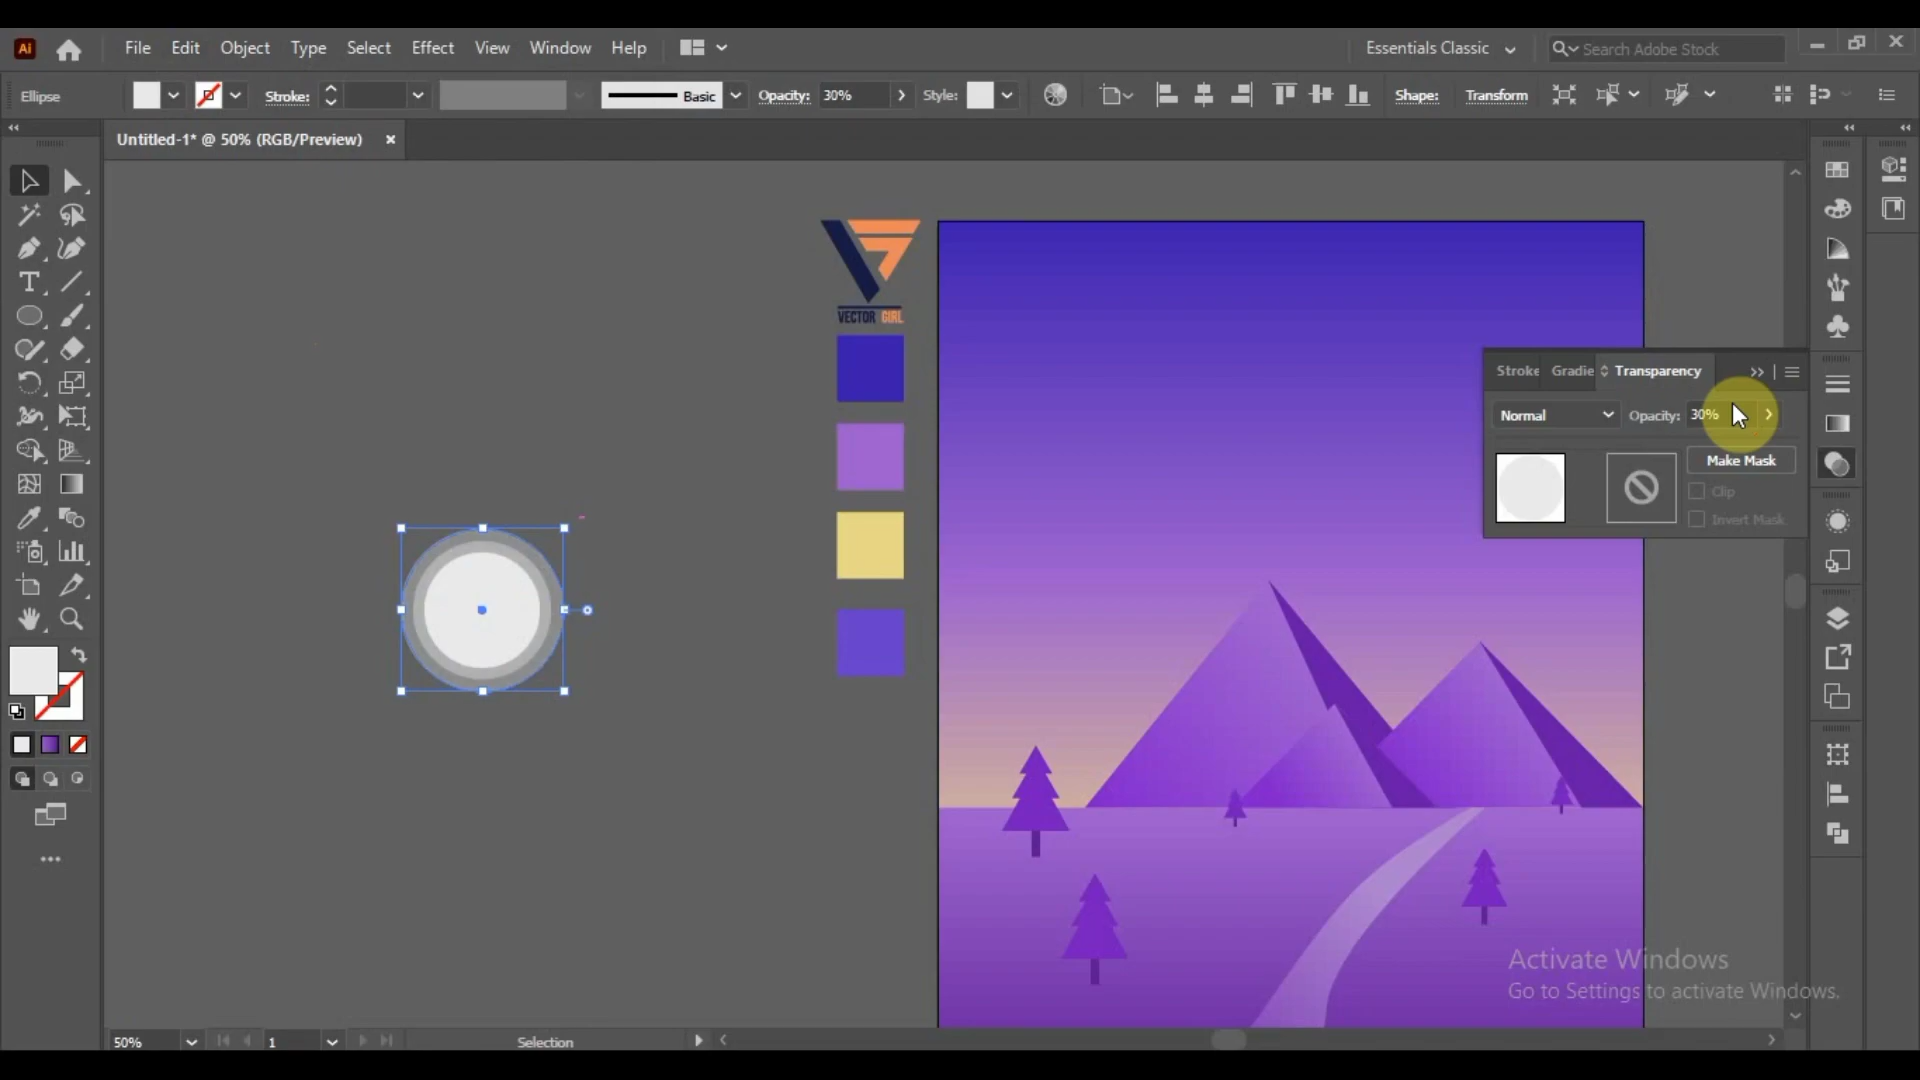 Ai File Edit Object Type Select Effect View Window Help Essentials Classic Search Adobe Stock
Ellipse Stroke: Basic Opacity: 30% Style: Shape: Transform
Untitled-1* @ 50% (RGB/Preview)
VECTOR GIRL
Stroke Gradie Transparency
Normal Opacity: 30%
Make Mask
Clip
Invert Mask
Activate Windows
Go to Settings to activate Windows.
50% 1 Selection